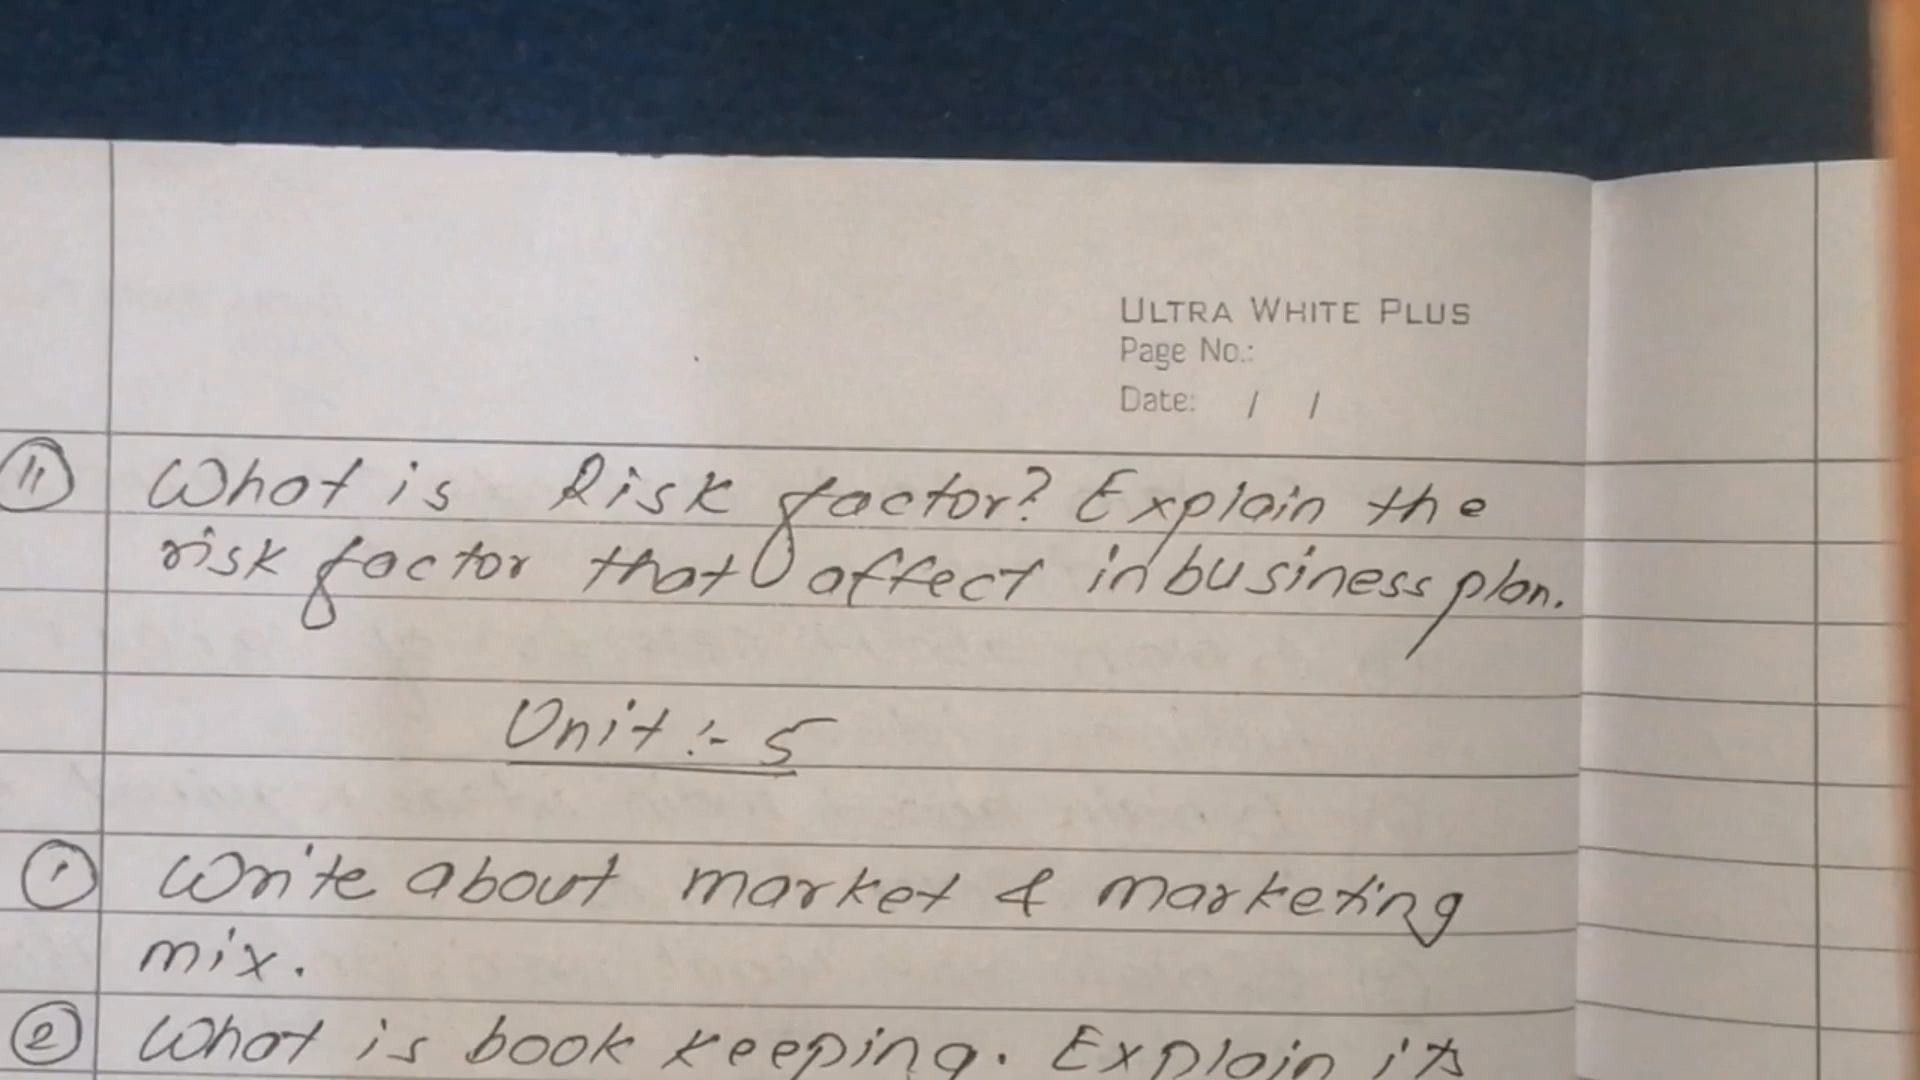 ULTRA WHITE PLUS
Page No.:
Date: / /
11 What is Risk factor? Explain the
risk factor that affect in business plan.
Unit :- 5
1 Write about market & marketing
mix.
2 What is book keeping. Explain its